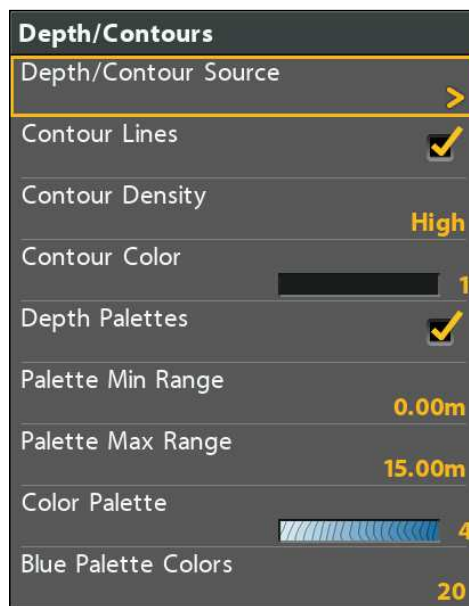 Depth/Contours
Depth/Contour Source
>
Contour Lines
Contour Density
High
Contour Color
1
Depth Palettes
Palette Min Range
0.00m
Palette Max Range
15.00m
Color Palette
4
Blue Palette Colors
20